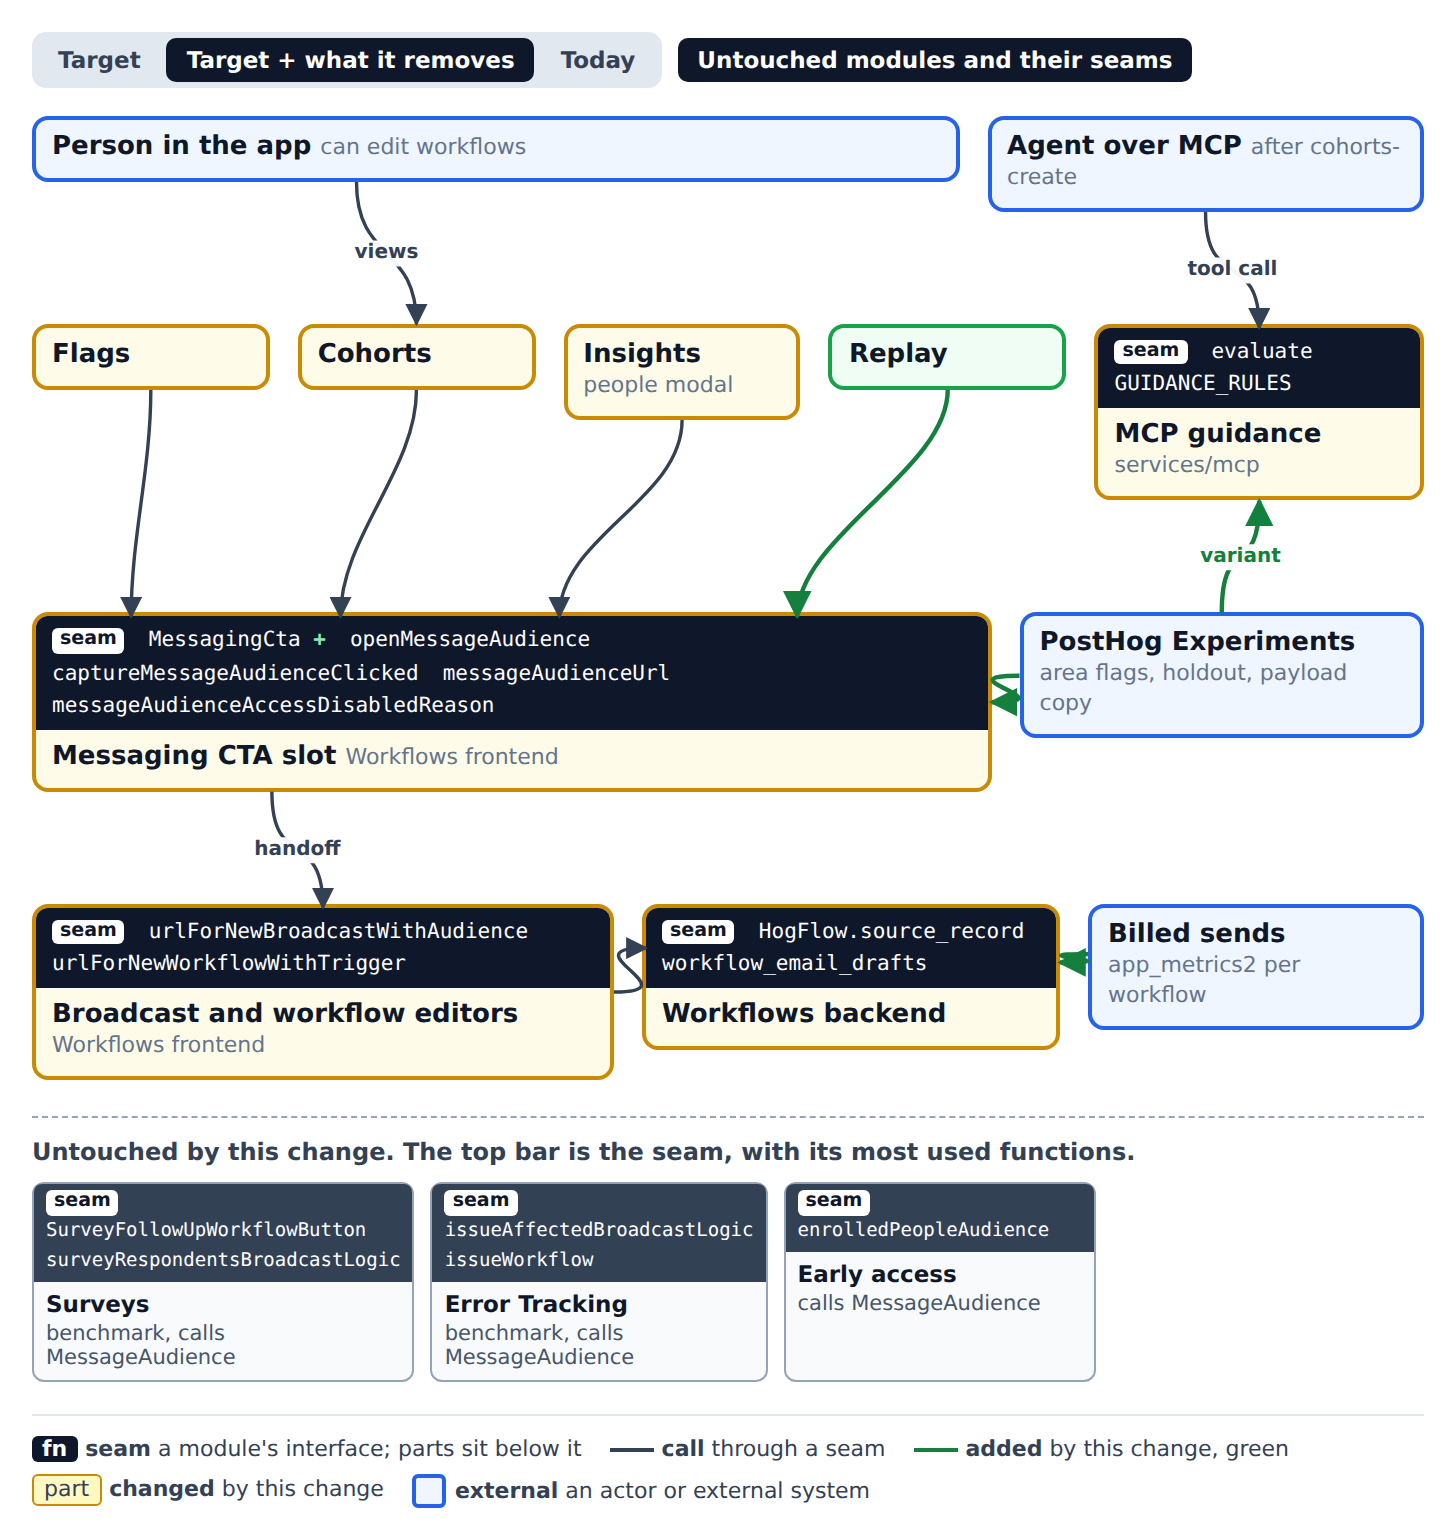 Target
Target + what it removes
Today
Untouched modules and their seams
Person in the app can edit workflows
Agent over MCP after cohorts-
create
views
tool call
Flags
Cohorts
Insights
people modal
Replay
seam evaluate
GUIDANCE_RULES
MCP guidance
services/mcp
variant
seam MessagingCta + openMessageAudience
captureMessageAudienceClicked messageAudienceUrl
messageAudienceAccessDisabledReason
Messaging CTA slot Workflows frontend
PostHog Experiments
area flags, holdout, payload
copy
handoff
seam urlForNewBroadcastWithAudience
urlForNewWorkflowWithTrigger
Broadcast and workflow editors
Workflows frontend
seam HogFlow.source_record
workflow_email_drafts
Workflows backend
Billed sends
app_metrics2 per
workflow
Untouched by this change. The top bar is the seam, with its most used functions.
seam
SurveyFollowUpWorkflowButton
surveyRespondentsBroadcastLogic
Surveys
benchmark, calls
MessageAudience
seam
issueAffectedBroadcastLogic
issueWorkflow
Error Tracking
benchmark, calls
MessageAudience
seam
enrolledPeopleAudience
Early access
calls MessageAudience
fn seam a module's interface; parts sit below it
call through a seam
added by this change, green
part changed by this change
external an actor or external system